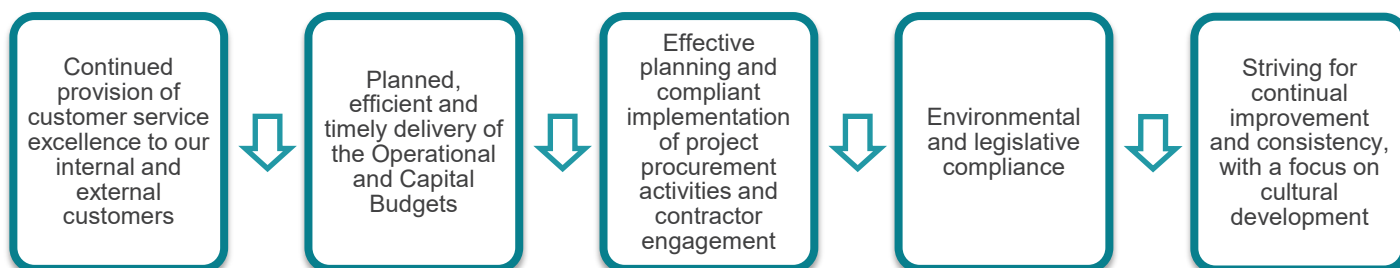 Continued
provision of
customer service
excellence to our
internal and
external
customers
Planned,
efficient and
timely delivery of
the Operational
and Capital
Budgets
Effective
planning and
compliant
implementation
of project
procurement
activities and
contractor
engagement
Environmental
and legislative
compliance
Striving for
continual
improvement
and consistency,
with a focus on
cultural
development